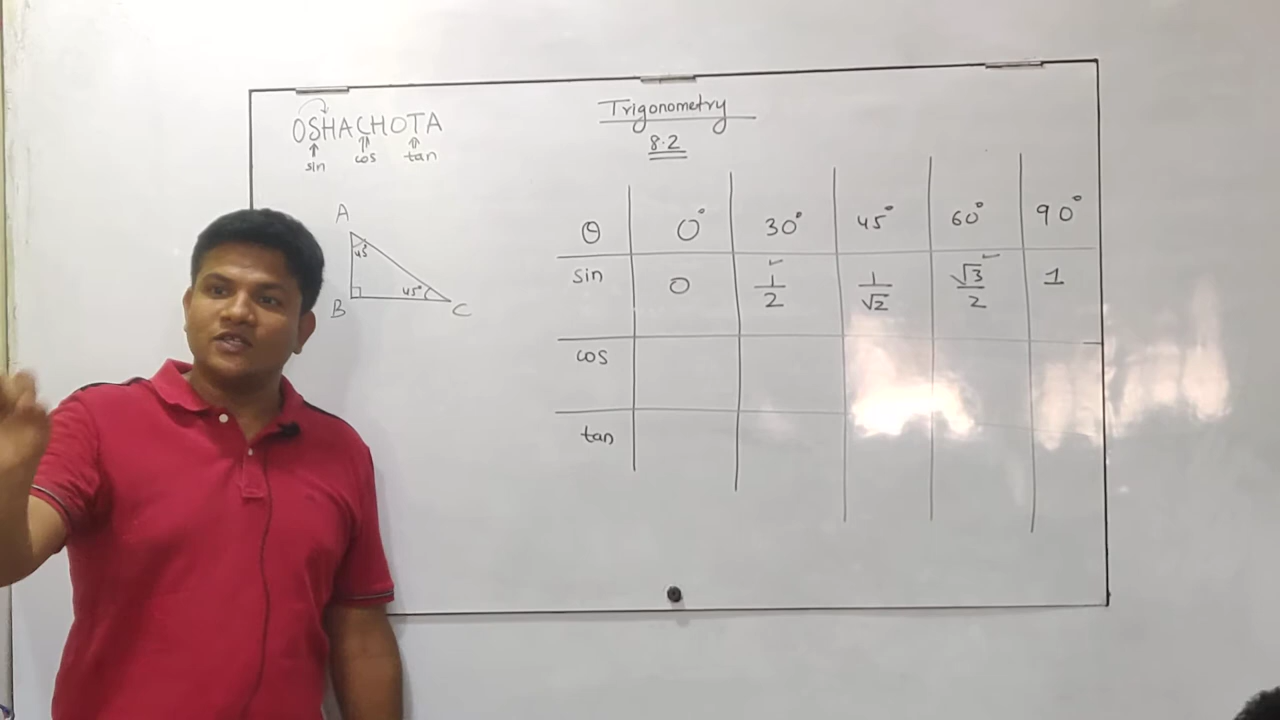 OSHACHOTA
sin cos tan
A
45°
45°
B C
Trigonometry
8.2
θ 0° 30° 45° 60° 90°
sin 0 1/2 1/√2 √3/2 1
cos
tan